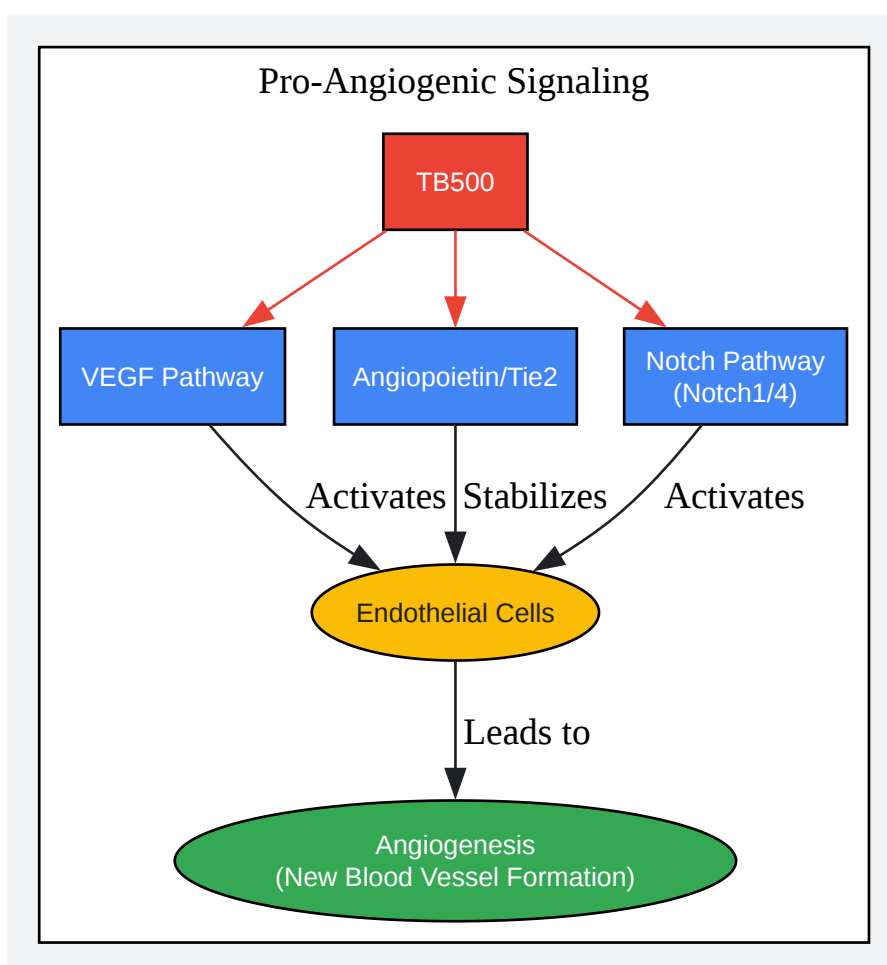 Pro-Angiogenic Signaling
TB500
VEGF Pathway
Angiopoietin/Tie2
Notch Pathway
(Notch1/4)
Activates
Stabilizes
Activates
Endothelial Cells
Leads to
Angiogenesis
(New Blood Vessel Formation)